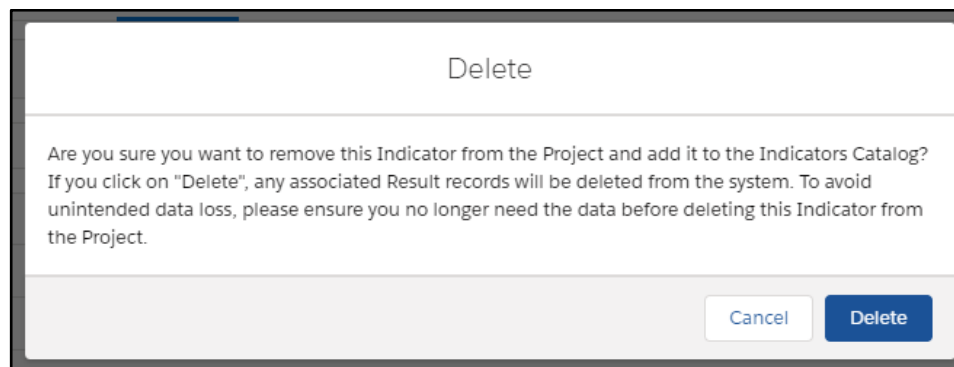 Delete
Are you sure you want to remove this Indicator from the Project and add it to the Indicators Catalog?
If you click on "Delete", any associated Result records will be deleted from the system. To avoid
unintended data loss, please ensure you no longer need the data before deleting this Indicator from
the Project.
Cancel
Delete